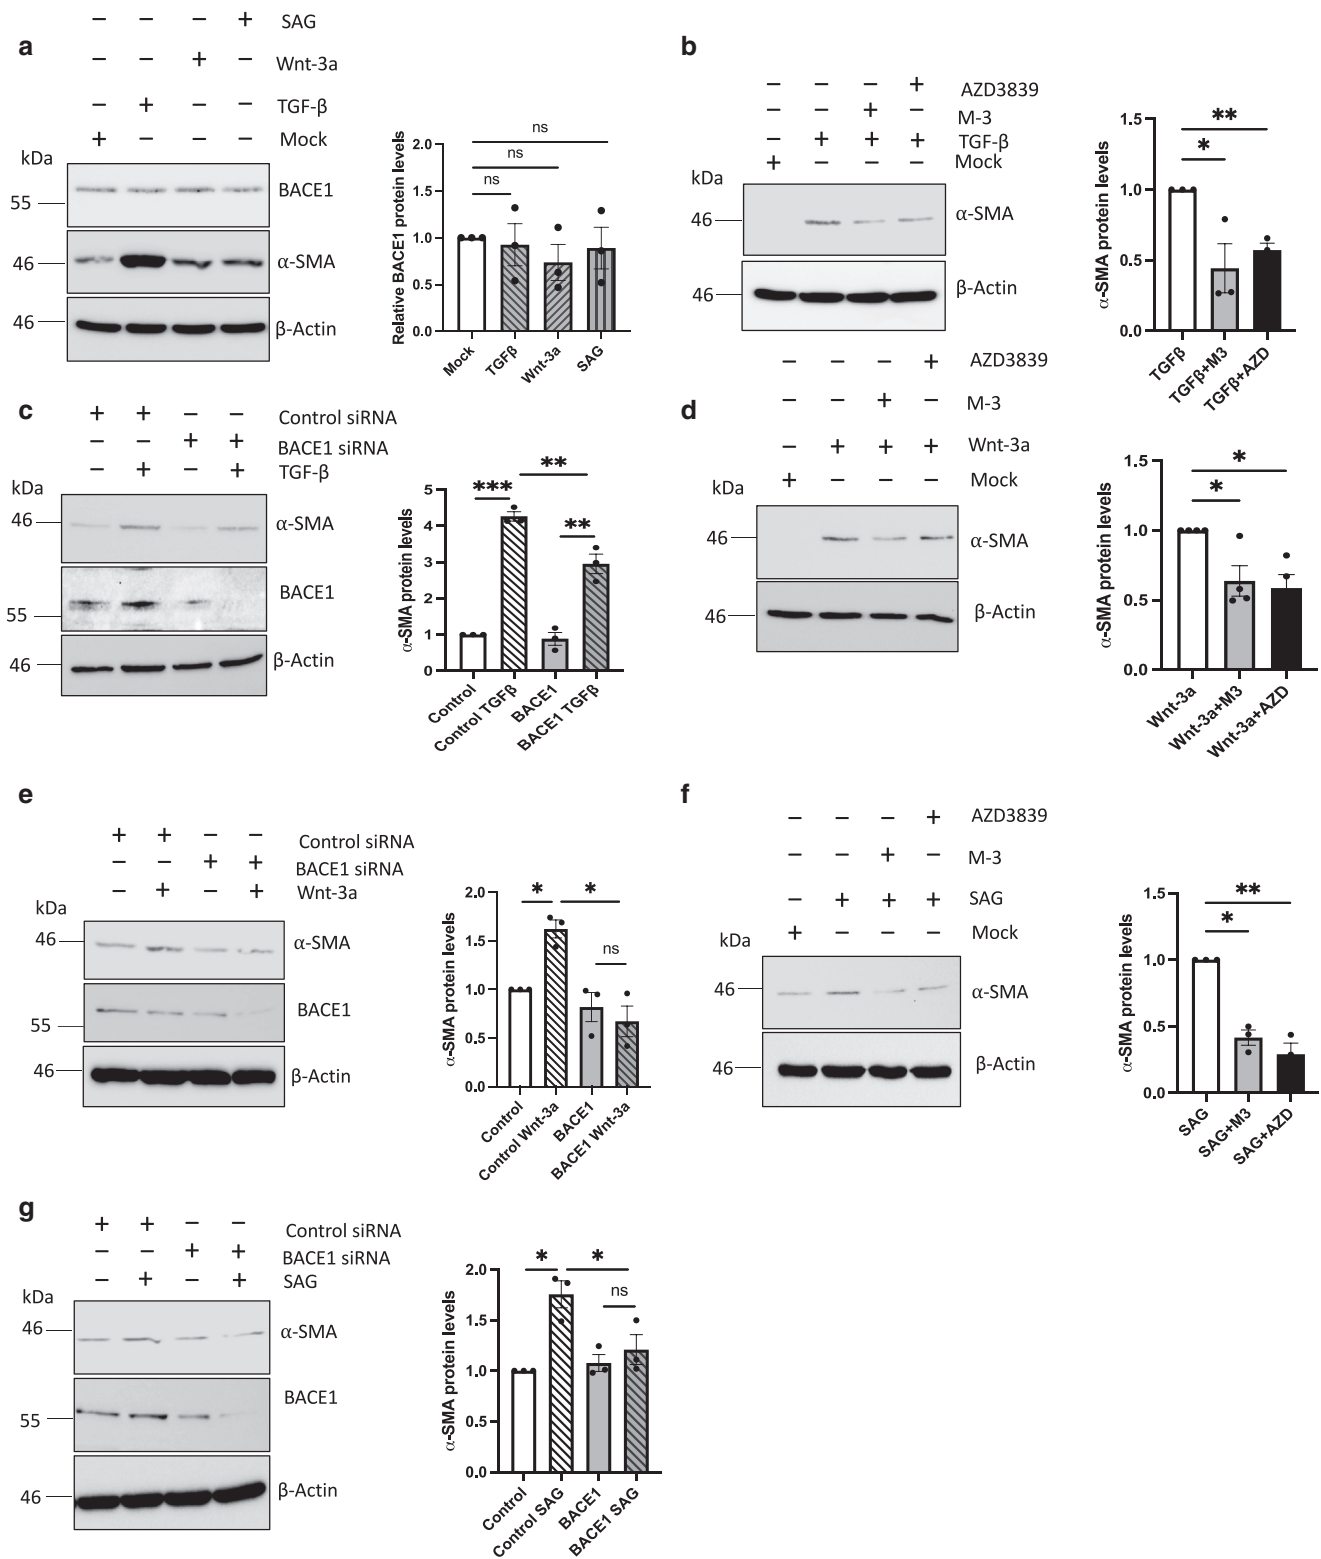 a
− − − + SAG
− − + − Wnt-3a
− + − − TGF-β
+ − − − Mock
kDa
BACE1
55
46
α-SMA
46
β-Actin
Relative BACE1 protein levels
2.0
1.5
1.0
0.5
0.0
ns
ns
ns
Mock
TGFβ
Wnt-3a
SAG
b
− − − + AZD3839
− − + − M-3
− + + + TGF-β
+ − − − Mock
kDa
46
α-SMA
46
β-Actin
α-SMA protein levels
1.5
1.0
0.5
0.0
**
*
TGFβ
TGFβ+M3
TGFβ+AZD
c
+ + − − Control siRNA
− − + + BACE1 siRNA
− + − + TGF-β
kDa
46
α-SMA
BACE1
55
46
β-Actin
α-SMA protein levels
5
4
3
2
1
0
***
**
**
Control
Control TGFβ
BACE1
BACE1 TGFβ
d
− − − + AZD3839
− − + − M-3
− + + + Wnt-3a
+ − − − Mock
kDa
46
α-SMA
46
β-Actin
α-SMA protein levels
1.5
1.0
0.5
0.0
*
*
Wnt-3a
Wnt-3a+M3
Wnt-3a+AZD
e
+ + − − Control siRNA
− − + + BACE1 siRNA
− + − + Wnt-3a
kDa
46
α-SMA
BACE1
55
46
β-Actin
α-SMA protein levels
2.0
1.5
1.0
0.5
0.0
*
*
ns
Control
Control Wnt-3a
BACE1
BACE1 Wnt-3a
f
− − − + AZD3839
− − + − M-3
− + + + SAG
+ − − − Mock
kDa
46
α-SMA
46
β-Actin
α-SMA protein levels
1.5
1.0
0.5
0.0
**
*
SAG
SAG+M3
SAG+AZD
g
+ + − − Control siRNA
− − + + BACE1 siRNA
− + − + SAG
kDa
46
α-SMA
BACE1
55
46
β-Actin
α-SMA protein levels
2.0
1.5
1.0
0.5
0.0
*
*
ns
Control
Control SAG
BACE1
BACE1 SAG